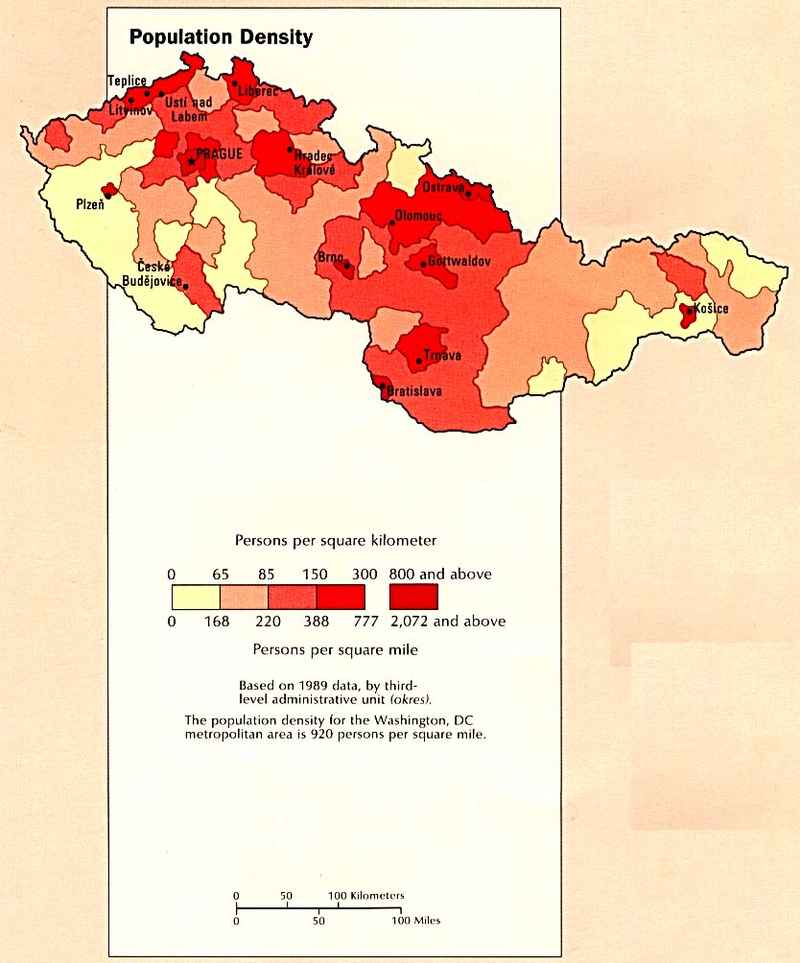 Population Density
Teplice
Litvínov
Ustí nad
Labem
Liberec
PRAGUE
Hradec
Králové
Plzeň
Ostrava
Olomouc
České
Budějovice
Brno
Gottwaldov
Košice
Trnava
Bratislava
Persons per square kilometer
0 65 85 150 300 800 and above
0 168 220 388 777 2,072 and above
Persons per square mile
Based on 1989 data, by third-
level administrative unit (okres).
The population density for the Washington, DC
metropolitan area is 920 persons per square mile.
0 50 100 Kilometers
0 50 100 Miles